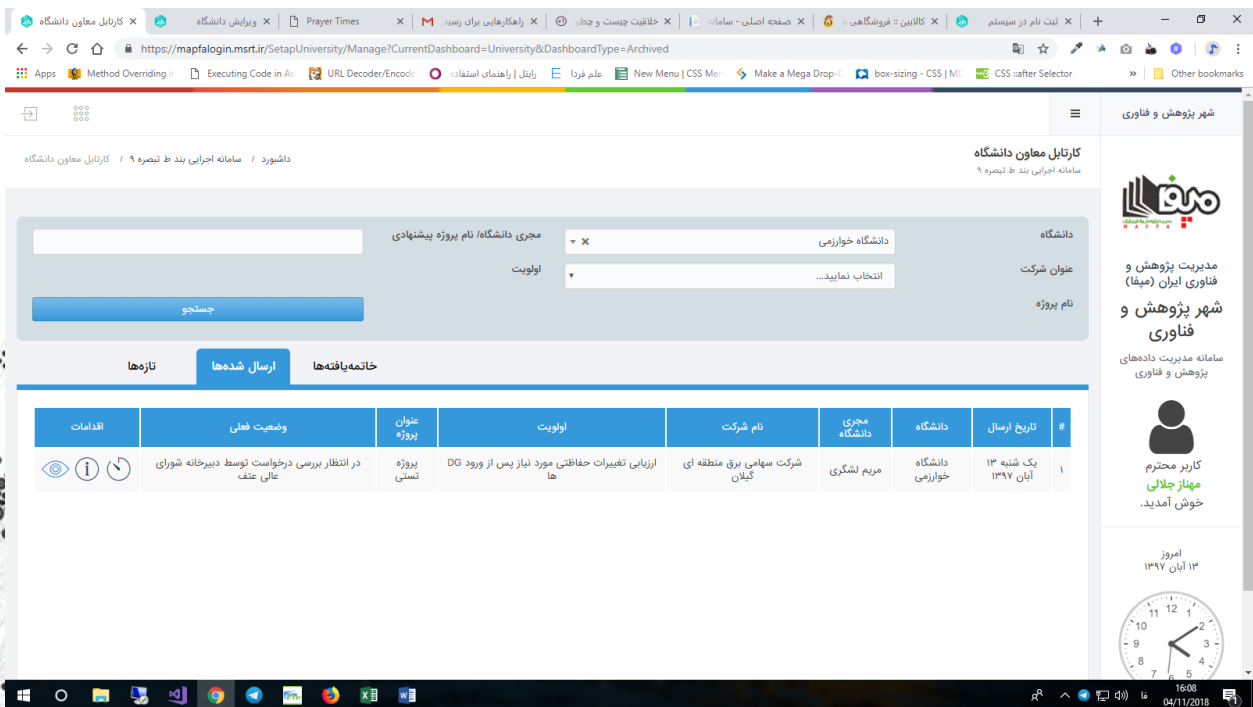 کارتابل معاون دانشگاه
ویرایش دانشگاه
Prayer Times
راهکارهایی برای رسید
خلاقیت چیست و چطو
صفحه اصلی - سامان
کالابین :: فروشگاهی
ثبت نام در سیستم
https://mapfalogin.msrt.ir/SetapUniversity/Manage?CurrentDashboard=University&DashboardType=Archived
Apps
Method Overriding i
Executing Code in As
URL Decoder/Encode
رایتل | راهنمای استفاده
علم فردا
New Menu | CSS Men
Make a Mega Drop-
box-sizing - CSS | MD
CSS ::after Selector
Other bookmarks
شهر پژوهش و فناوری
کارتابل معاون دانشگاه
سامانه اجرایی بند ط تبصره ۹
داشبورد / سامانه اجرایی بند ط تبصره ۹ / کارتابل معاون دانشگاه
MAPFA
مدیریت پژوهش و
فناوری ایران (مپفا)
شهر پژوهش و
فناوری
سامانه مدیریت داده‌های
پژوهش و فناوری
کاربر محترم
مهناز جلالی
خوش آمدید.
امروز
۱۳ آبان ۱۳۹۷
12
1
2
3
4
5
6
7
8
9
10
11
دانشگاه
دانشگاه خوارزمی
مجری دانشگاه/ نام پروژه پیشنهادی
عنوان شرکت
انتخاب نمایید...
اولویت
نام پروژه
جستجو
خاتمه‌یافته‌ها
ارسال شده‌ها
تازه‌ها
# تاریخ ارسال دانشگاه مجری دانشگاه نام شرکت اولویت عنوان پروژه وضعیت فعلی اقدامات
۱ یک شنبه ۱۳ آبان ۱۳۹۷ دانشگاه خوارزمی مریم لشگری شرکت سهامی برق منطقه ای گیلان ارزیابی تغییرات حفاظتی مورد نیاز پس از ورود DG ها پروژه تستی در انتظار بررسی درخواست توسط دبیرخانه شورای عالی عتف
فا
16:08
04/11/2018